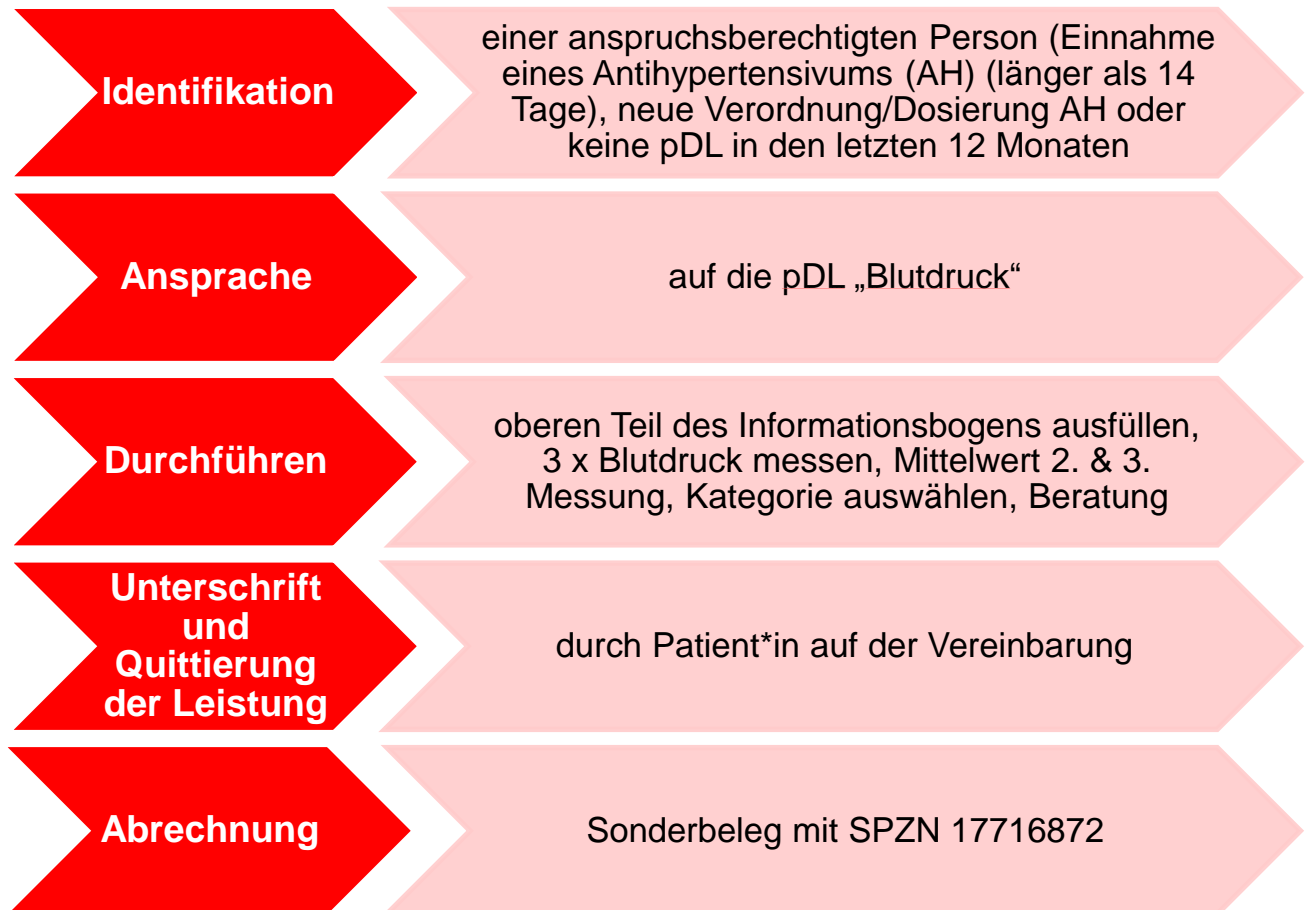 Identifikation
einer anspruchsberechtigten Person (Einnahme
eines Antihypertensivums (AH) (länger als 14
Tage), neue Verordnung/Dosierung AH oder
keine pDL in den letzten 12 Monaten
Ansprache
auf die pDL „Blutdruck“
Durchführen
oberen Teil des Informationsbogens ausfüllen,
3 x Blutdruck messen, Mittelwert 2. & 3.
Messung, Kategorie auswählen, Beratung
Unterschrift
und
Quittierung
der Leistung
durch Patient*in auf der Vereinbarung
Abrechnung
Sonderbeleg mit SPZN 17716872